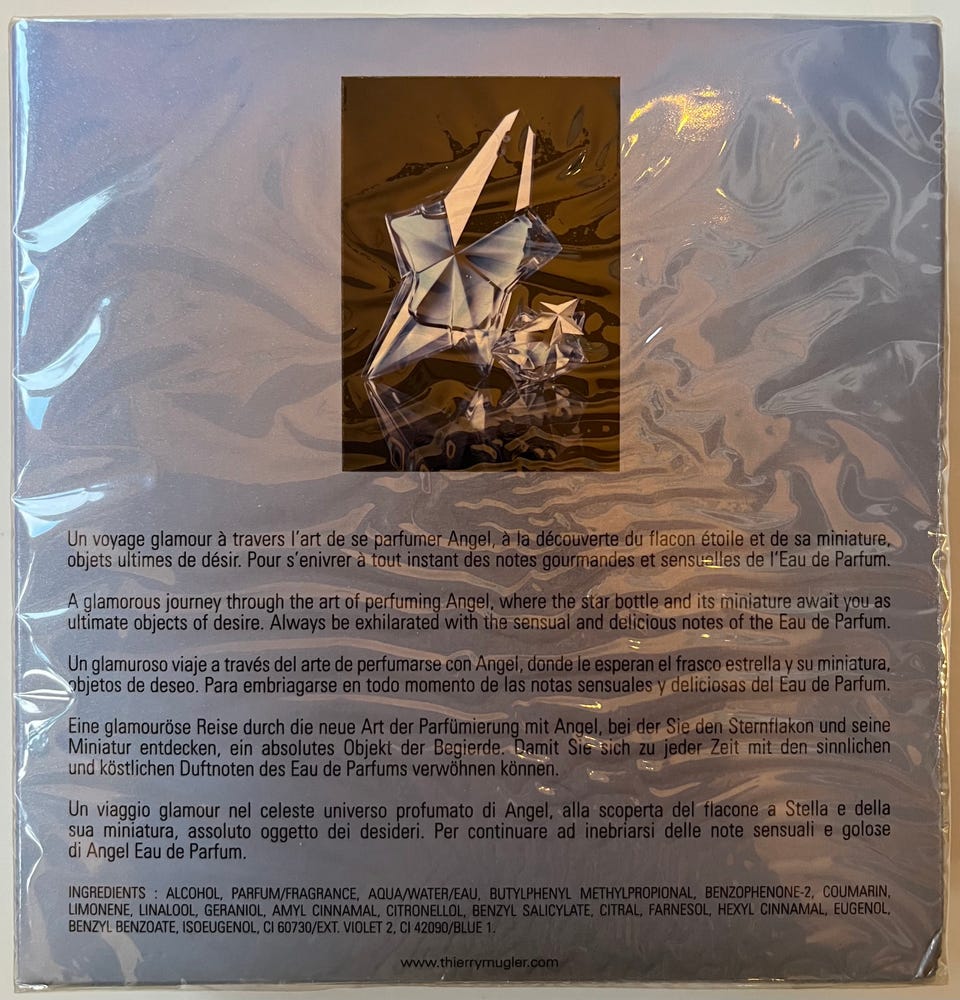 Un voyage glamour à travers l'art de se parfumer Angel, à la découverte du flacon étoile et de sa miniature,
objets ultimes de désir. Pour s'enivrer à tout instant des notes gourmandes et sensuelles de l'Eau de Parfum.
A glamorous journey through the art of perfuming Angel, where the star bottle and its miniature await you as
ultimate objects of desire. Always be exhilarated with the sensual and delicious notes of the Eau de Parfum.
Un glamuroso viaje a través del arte de perfumarse con Angel, donde le esperan el frasco estrella y su miniatura,
objetos de deseo. Para embriagarse en todo momento de las notas sensuales y deliciosas del Eau de Parfum.
Eine glamouröse Reise durch die neue Art der Parfümierung mit Angel, bei der Sie den Sternflakon und seine
Miniatur entdecken, ein absolutes Objekt der Begierde. Damit Sie sich zu jeder Zeit mit den sinnlichen
und köstlichen Duftnoten des Eau de Parfums verwöhnen können.
Un viaggio glamour nel celeste universo profumato di Angel, alla scoperta del flacone a Stella e della
sua miniatura, assoluto oggetto dei desideri. Per continuare ad inebriarsi delle note sensuali e golose
di Angel Eau de Parfum.
INGREDIENTS : ALCOHOL, PARFUM/FRAGRANCE, AQUA/WATER/EAU, BUTYLPHENYL METHYLPROPIONAL, BENZOPHENONE-2, COUMARIN,
LIMONENE, LINALOOL, GERANIOL, AMYL CINNAMAL, CITRONELLOL, BENZYL SALICYLATE, CITRAL, FARNESOL, HEXYL CINNAMAL, EUGENOL,
BENZYL BENZOATE, ISOEUGENOL, CI 60730/EXT. VIOLET 2, CI 42090/BLUE 1.
www.thierrymugler.com